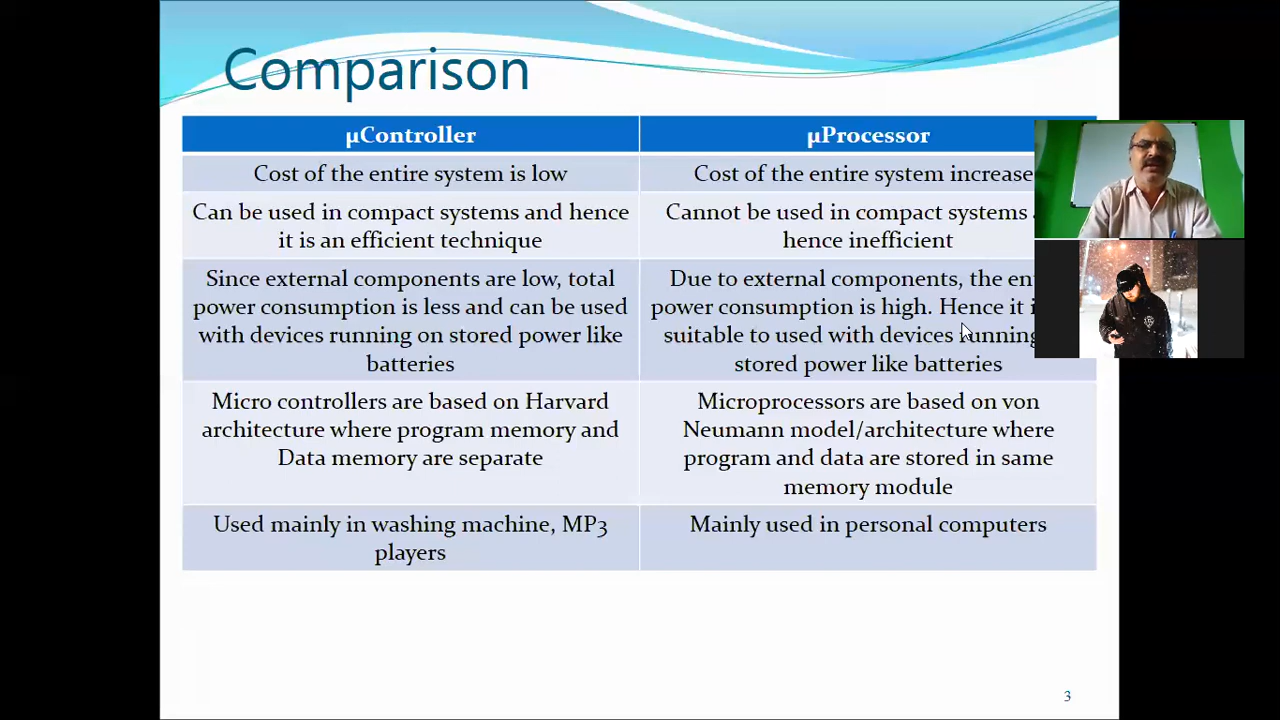 Comparison
μController
μProcessor
Cost of the entire system is low
Cost of the entire system increase
Can be used in compact systems and hence
it is an efficient technique
Cannot be used in compact systems
hence inefficient
Since external components are low, total
power consumption is less and can be used
with devices running on stored power like
batteries
Due to external components, the
power consumption is high. Hence it
suitable to used with devices running
stored power like batteries
Micro controllers are based on Harvard
architecture where program memory and
Data memory are separate
Microprocessors are based on von
Neumann model/architecture where
program and data are stored in same
memory module
Used mainly in washing machine, MP3
players
Mainly used in personal computers
3